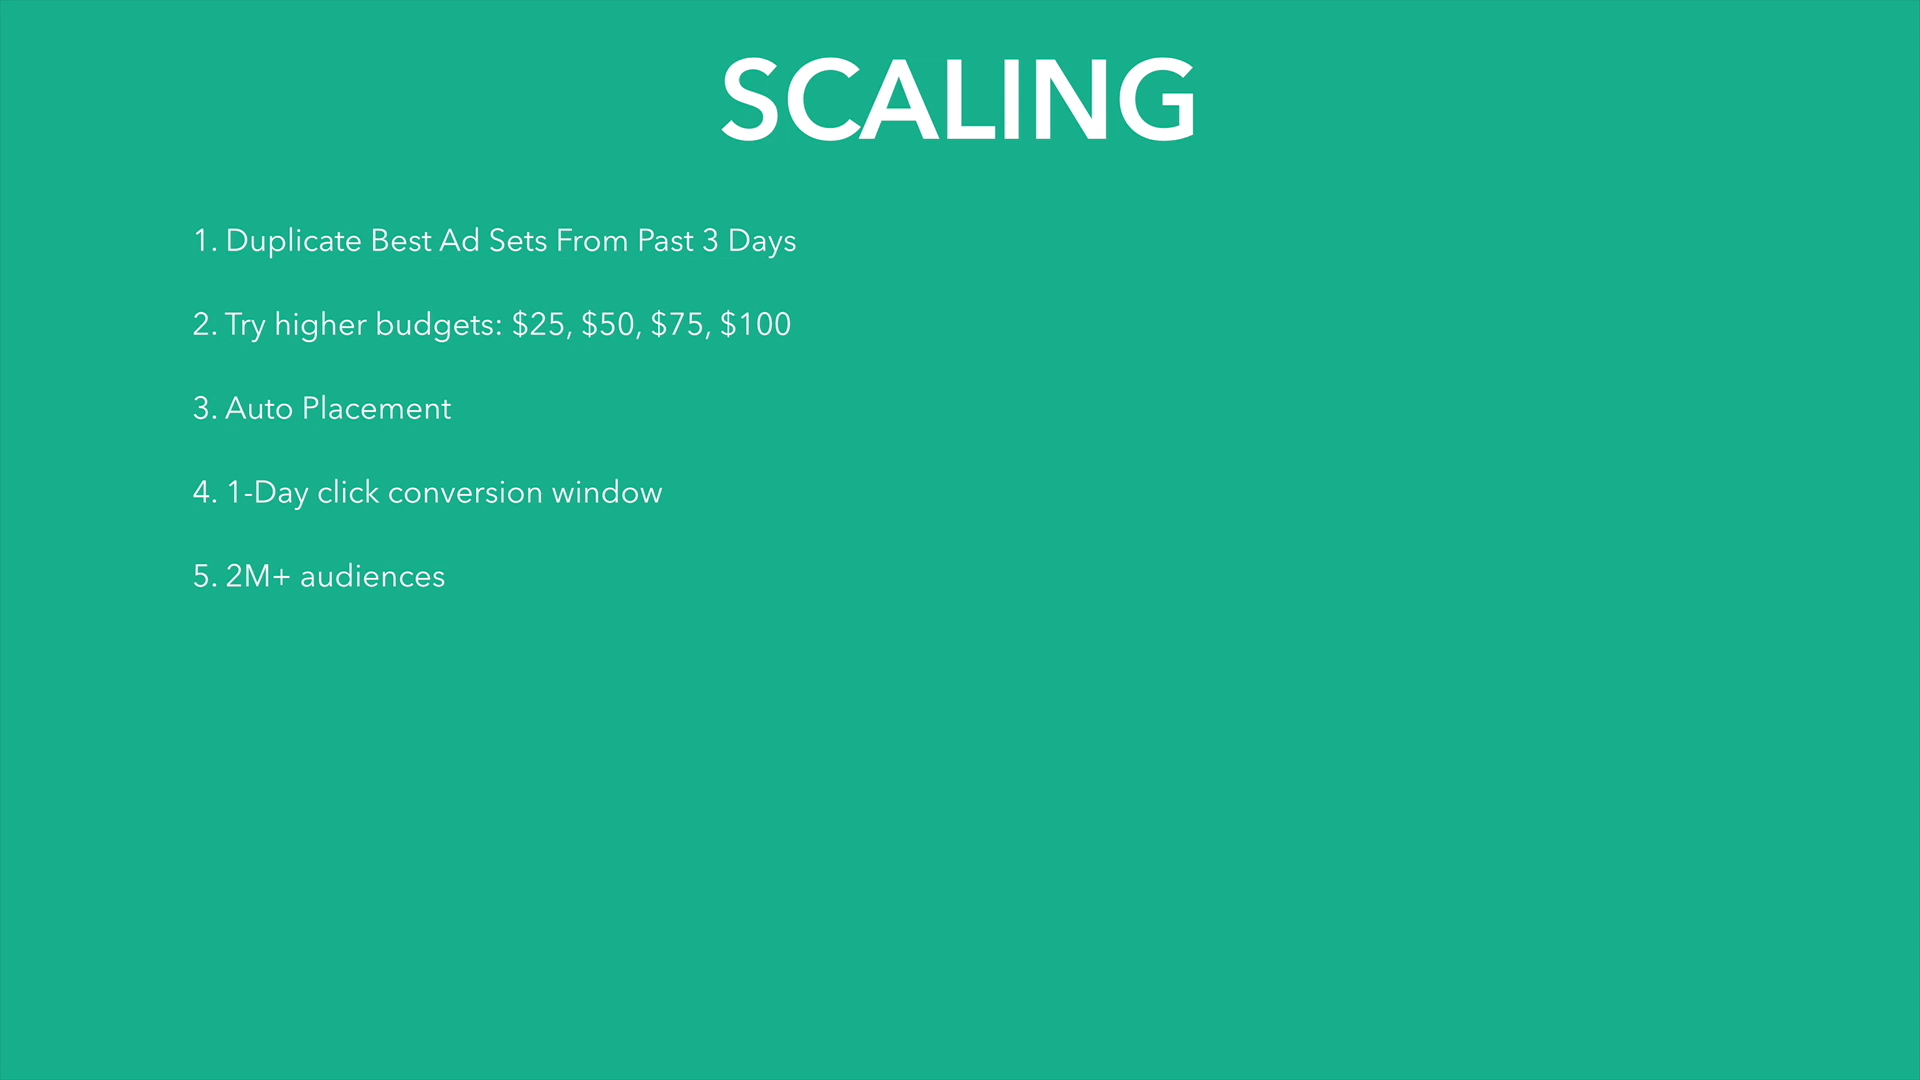 SCALING
1. Duplicate Best Ad Sets From Past 3 Days
2. Try higher budgets: $25, $50, $75, $100
3. Auto Placement
4. 1-Day click conversion window
5. 2M+ audiences